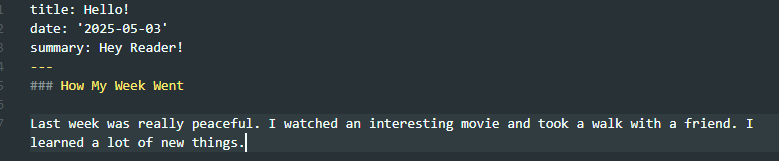 title: Hello!
date: '2025-05-03'
summary: Hey Reader!
---
### How My Week Went
Last week was really peaceful. I watched an interesting movie and took a walk with a friend. I
learned a lot of new things.